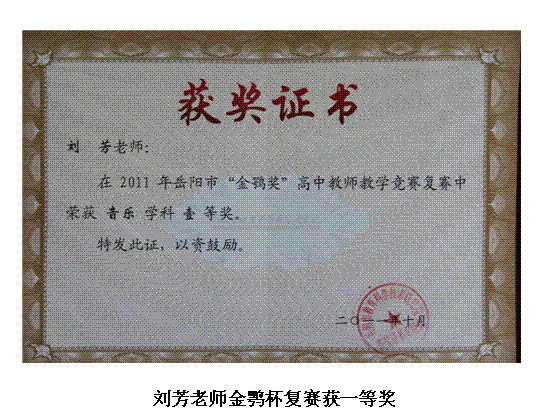 获奖证书
刘 芳老师：
在 2011 年岳阳市“金鹗奖”高中教师教学竞赛复赛中
荣获 音乐 学科 壹 等奖。
特发此证，以资鼓励。
二〇一一年十月
刘芳老师金鹗杯复赛获一等奖